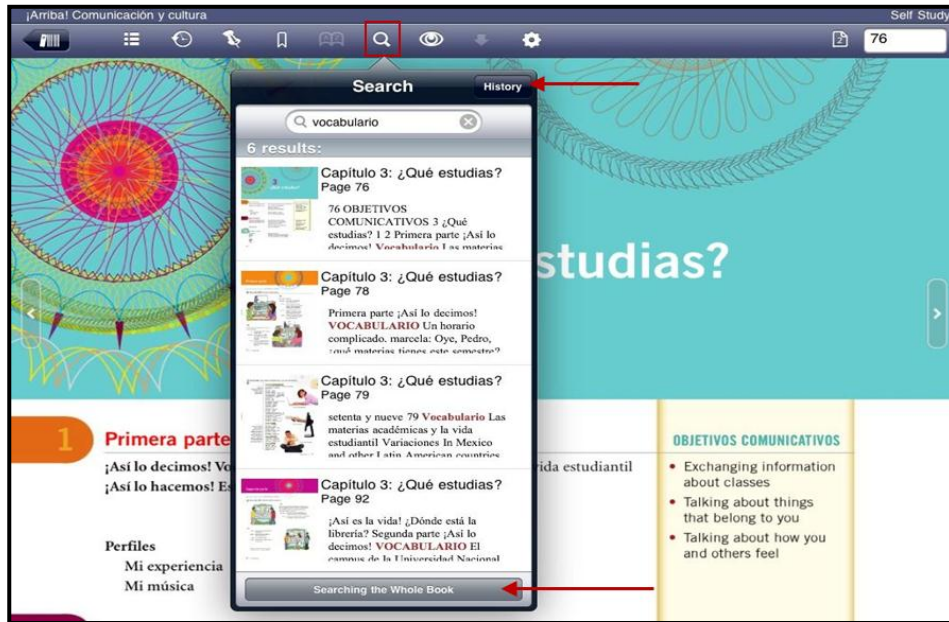 ¡Arriba! Comunicación y cultura
Self Study
2
76
Search
History
vocabulario
6 results:
Capítulo 3: ¿Qué estudias?
Page 76
76 OBJETIVOS
COMUNICATIVOS 3 ¿Qué
estudias? 1 2 Primera parte ¡Así lo
decimos! Vocabulario Las materias
Capítulo 3: ¿Qué estudias?
Page 78
Primera parte ¡Así lo decimos!
VOCABULARIO Un horario
complicado. marcela: Oye, Pedro,
¿qué materias tienes este semestre?
Capítulo 3: ¿Qué estudias?
Page 79
setenta y nueve 79 Vocabulario Las
materias académicas y la vida
estudiantil Variaciones In Mexico
and other Latin American countries
Capítulo 3: ¿Qué estudias?
Page 92
¡Así es la vida! ¿Dónde está la
librería? Segunda parte ¡Así lo
decimos! VOCABULARIO El
campus de la Universidad Nacional
Searching the Whole Book
studias?
1
Primera parte
¡Así lo decimos! Vo
vida estudiantil
¡Así lo hacemos! Es
Perfiles
Mi experiencia
Mi música
OBJETIVOS COMUNICATIVOS
• Exchanging information
about classes
• Talking about things
that belong to you
• Talking about how you
and others feel